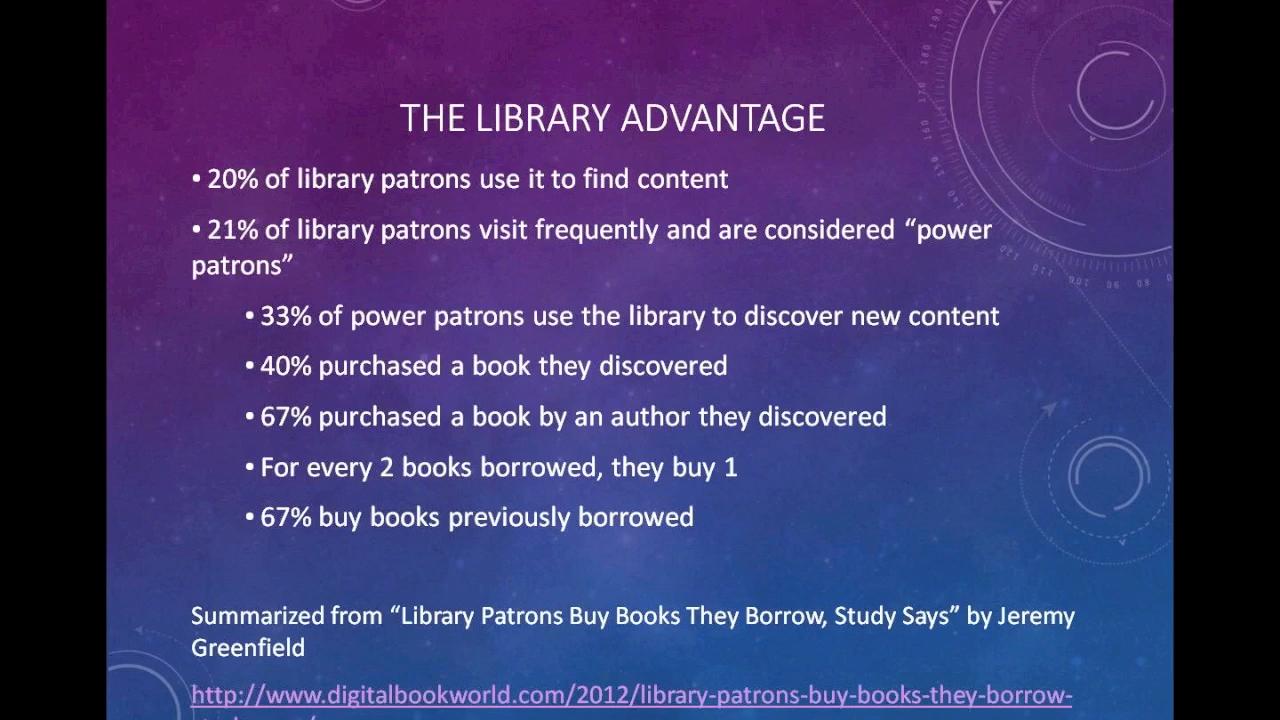 THE LIBRARY ADVANTAGE
• 20% of library patrons use it to find content
• 21% of library patrons visit frequently and are considered “power
patrons”
• 33% of power patrons use the library to discover new content
• 40% purchased a book they discovered
• 67% purchased a book by an author they discovered
• For every 2 books borrowed, they buy 1
• 67% buy books previously borrowed
Summarized from “Library Patrons Buy Books They Borrow, Study Says” by Jeremy
Greenfield
http://www.digitalbookworld.com/2012/library-patrons-buy-books-they-borrow-